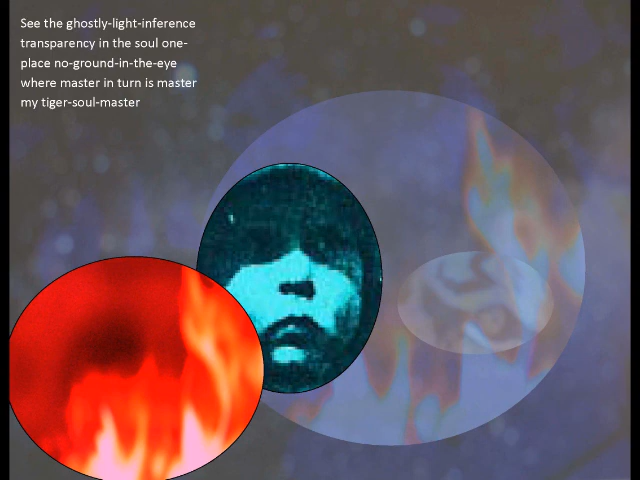 See the ghostly-light-inference
transparency in the soul one-
place no-ground-in-the-eye
where master in turn is master
my tiger-soul-master